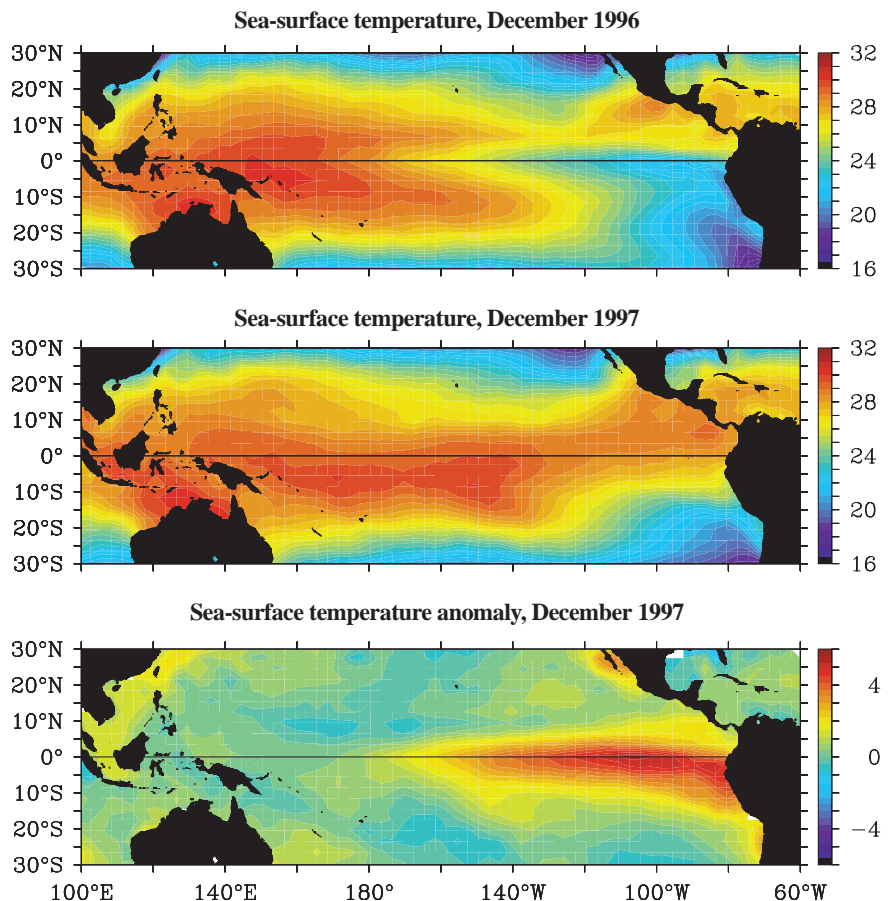 Sea-surface temperature, December 1996
30°N
20°N
10°N
0°
10°S
20°S
30°S
32
28
24
20
16
Sea-surface temperature, December 1997
30°N
20°N
10°N
0°
10°S
20°S
30°S
32
28
24
20
16
Sea-surface temperature anomaly, December 1997
30°N
20°N
10°N
0°
10°S
20°S
30°S
4
0
−4
100°E 140°E 180° 140°W 100°W 60°W